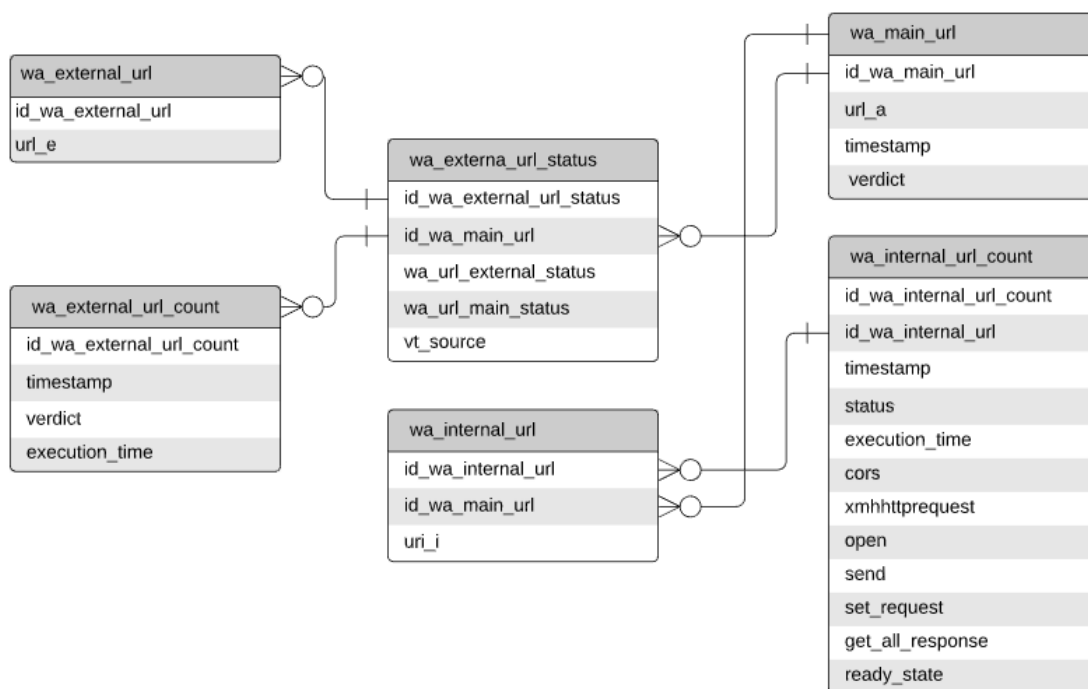 wa_external_url
id_wa_external_url
url_e
wa_external_url_count
id_wa_external_url_count
timestamp
verdict
execution_time
wa_externa_url_status
id_wa_external_url_status
id_wa_main_url
wa_url_external_status
wa_url_main_status
vt_source
wa_internal_url
id_wa_internal_url
id_wa_main_url
uri_i
wa_main_url
id_wa_main_url
url_a
timestamp
verdict
wa_internal_url_count
id_wa_internal_url_count
id_wa_internal_url
timestamp
status
execution_time
cors
xmhhttprequest
open
send
set_request
get_all_response
ready_state